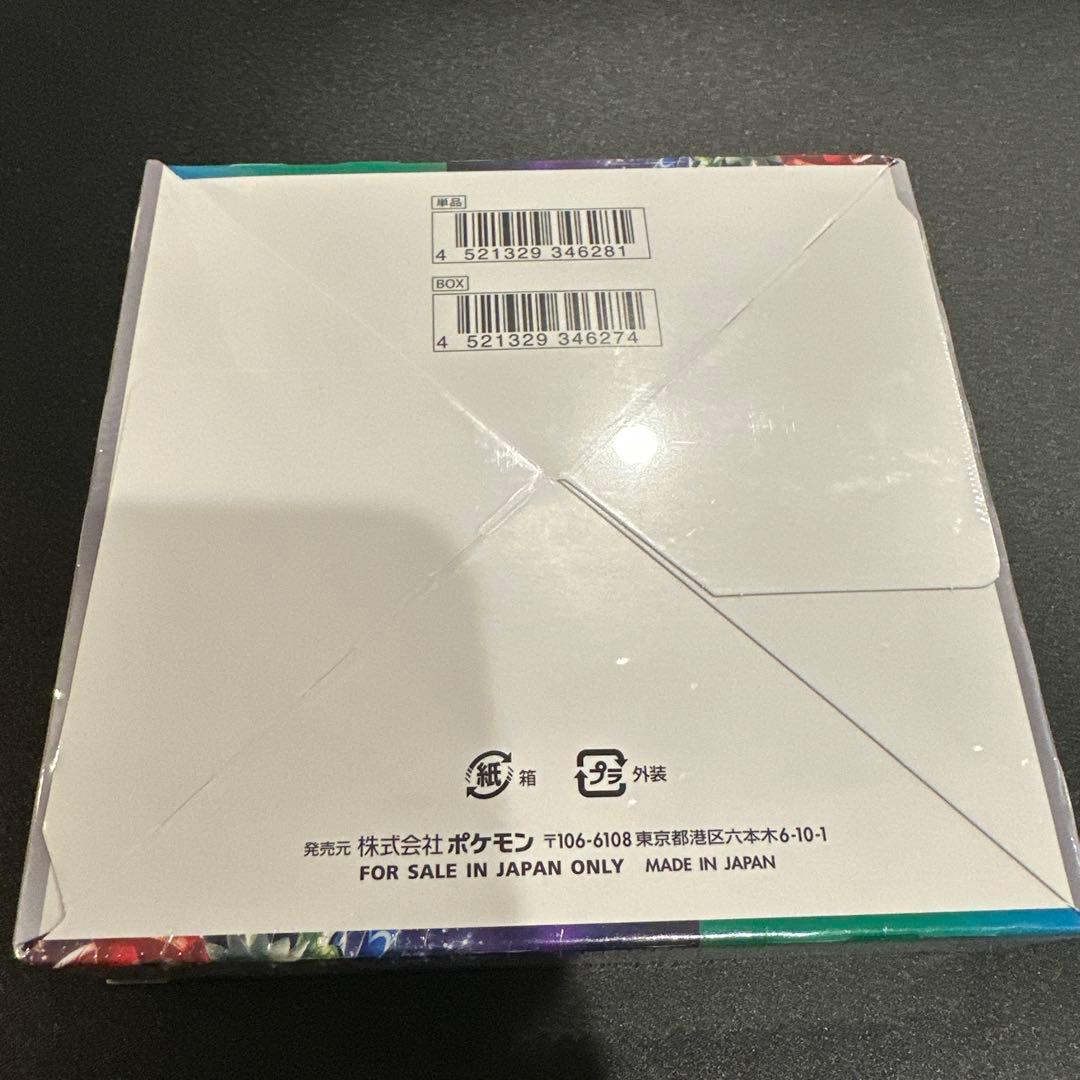 単品
4 521329 346281
BOX
4 521329 346274
紙 箱 プラ 外装
発売元 株式会社 ポケモン 〒106-6108 東京都港区六本木6-10-1
FOR SALE IN JAPAN ONLY MADE IN JAPAN